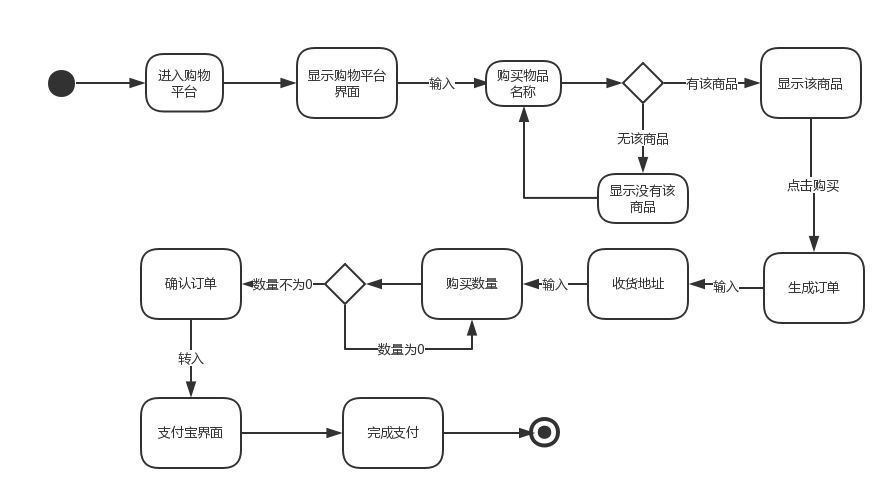 进入购物
平台
显示购物平台
界面
输入
购买物品
名称
有该商品
显示该商品
无该商品
显示没有该
商品
点击购买
确认订单
数量不为0
购买数量
输入
收货地址
输入
生成订单
数量为0
转入
支付宝界面
完成支付